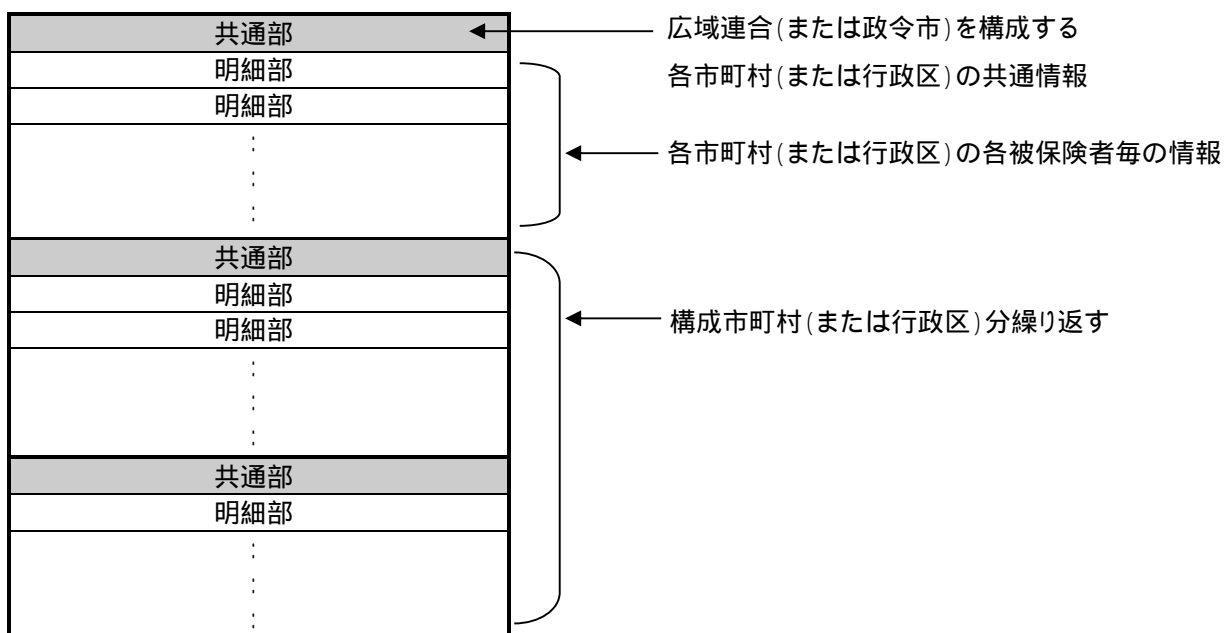 共通部
広域連合(または政令市)を構成する
各市町村(または行政区)の共通情報
明細部
明細部
:
:
:
各市町村(または行政区)の各被保険者毎の情報
共通部
明細部
明細部
:
:
:
構成市町村(または行政区)分繰り返す
共通部
明細部
:
:
: